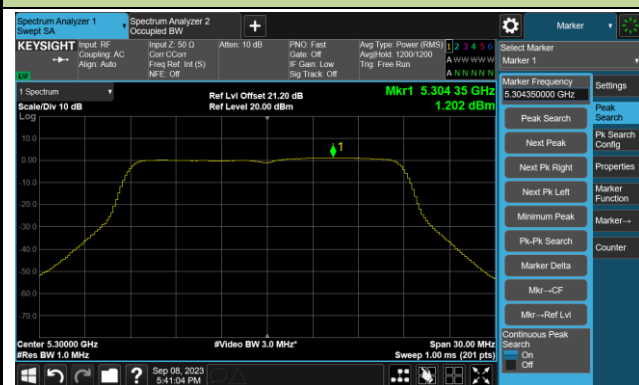 Spectrum Analyzer 1
Swept SA
Spectrum Analyzer 2
Occupied BW
+
Marker
KEYSIGHT
Input: RF
Coupling: AC
Align: Auto
Input Z: 50 Ω
Corr CCorr
Freq Ref: Int (S)
NFE: Off
Atten: 10 dB
PNO: Fast
Gate: Off
IF Gain: Low
Sig Track: Off
Avg Type: Power (RMS)
Avg|Hold: 1200/1200
Trig: Free Run
1 2 3 4 5 6
A W W W W W
A N N N N N
LVI
Select Marker
Marker 1
1 Spectrum
Scale/Div 10 dB
Log
Ref Lvl Offset 21.20 dB
Ref Level 20.00 dBm
Mkr1 5.304 35 GHz
1.202 dBm
1
10.0
0.00
-10.0
-20.0
-30.0
-40.0
-50.0
-60.0
-70.0
Center 5.30000 GHz
#Res BW 1.0 MHz
#Video BW 3.0 MHz*
Span 30.00 MHz
Sweep 1.00 ms (201 pts)
Marker Frequency
5.304350000 GHz
Peak Search
Next Peak
Next Pk Right
Next Pk Left
Minimum Peak
Pk-Pk Search
Marker Delta
Mkr→CF
Mkr→Ref Lvl
Continuous Peak
Search
On
Off
Settings
Peak
Search
Pk Search
Config
Properties
Marker
Function
Marker→
Counter
?
Sep 08, 2023
5:41:04 PM